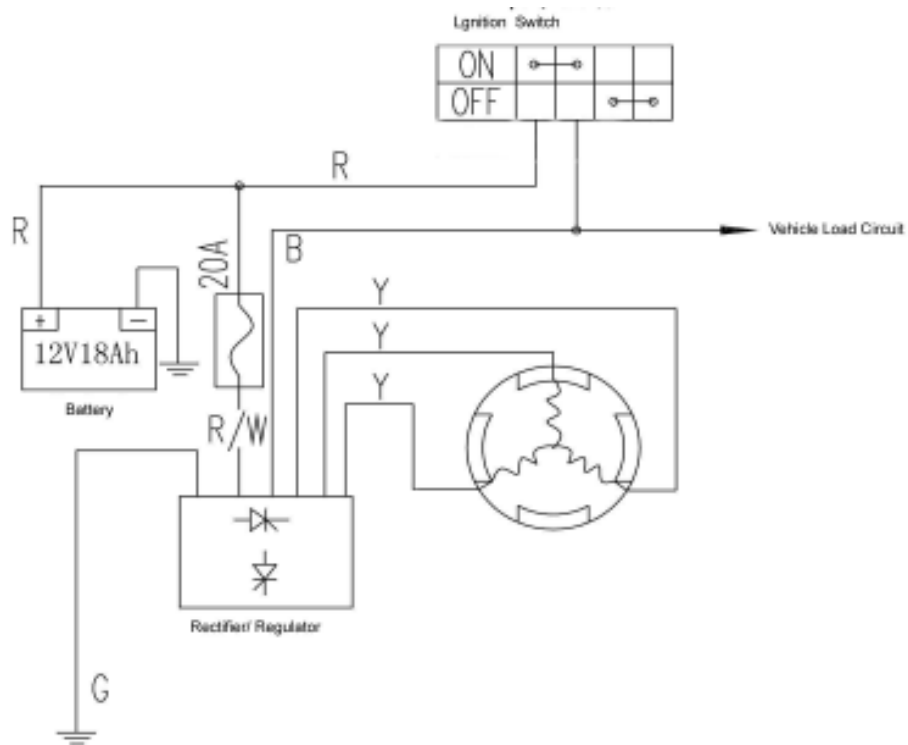 Lgnition Switch
ON
OFF
R
R
20A
B
Vehicle Load Circuit
Y
Y
Y
+ −
12V18Ah
Battery
R/W
Rectifier/ Regulator
G